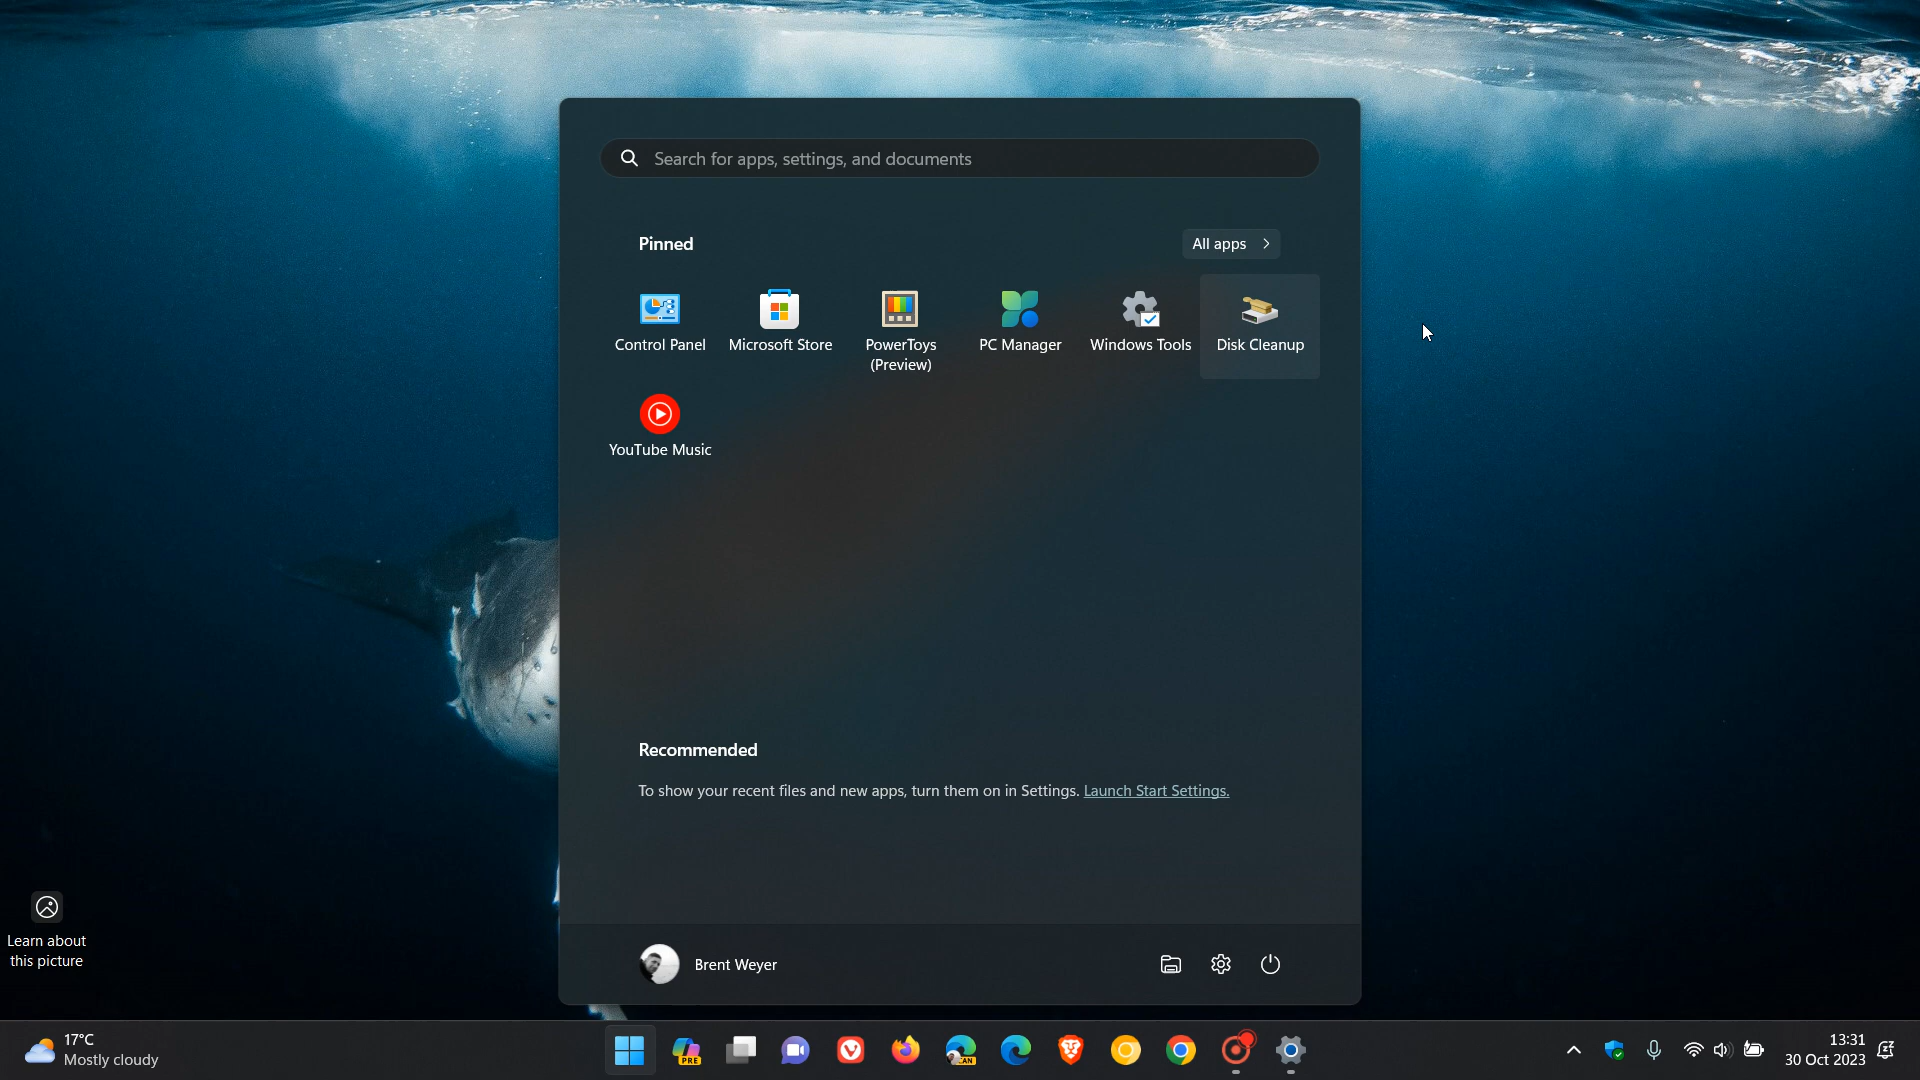 Search for apps, settings, and documents
Pinned
All apps
Control Panel
Microsoft Store
PowerToys
(Preview)
PC Manager
Windows Tools
Disk Cleanup
YouTube Music
Recommended
To show your recent files and new apps, turn them on in Settings. Launch Start Settings.
Learn about
this picture
Brent Weyer
17°C
Mostly cloudy
PRE
CAN
13:31
30 Oct 2023